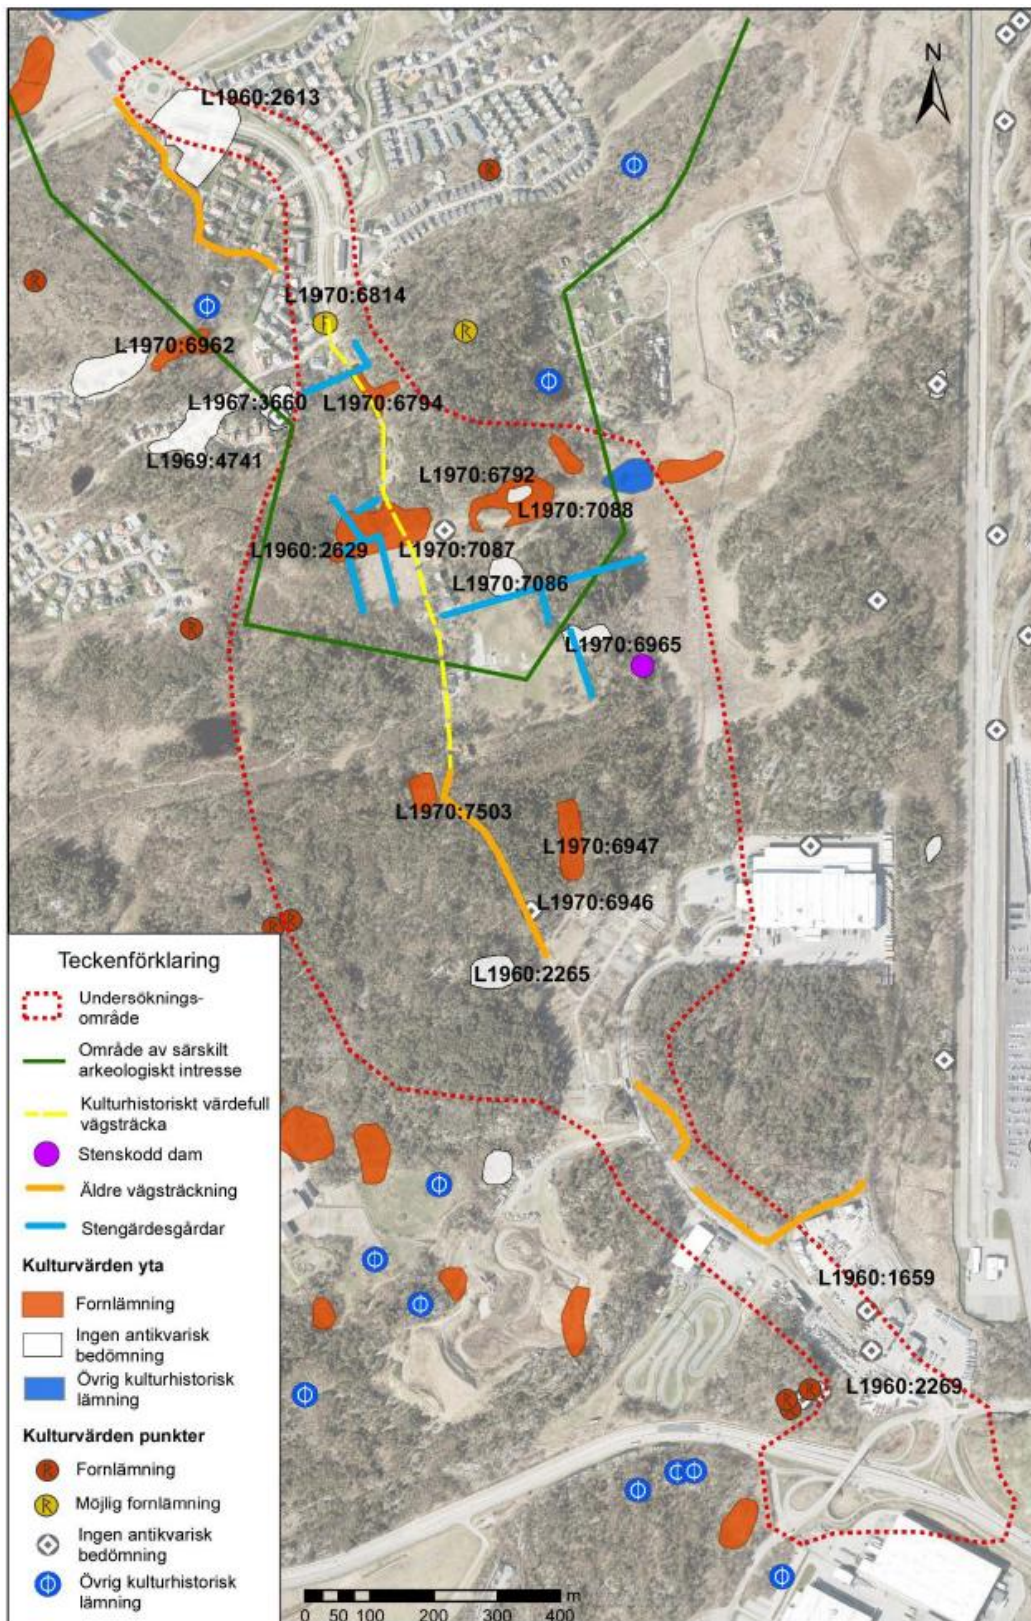 N
L1960:2613
L1970:6814
L1970:6962
L1967:3660
L1970:6794
L1969:4741
L1970:6792
L1970:7088
L1960:2629
L1970:7087
L1970:7086
L1970:6965
L1970:7503
L1970:6947
L1970:6946
L1960:2265
L1960:1659
L1960:2269
Teckenförklaring
Undersöknings-
område
Område av särskilt
arkeologiskt intresse
Kulturhistoriskt värdefull
vägsträcka
Stenskodd dam
Äldre vägsträckning
Stengärdesgårdar
Kulturvärden yta
Fornlämning
Ingen antikvarisk
bedömning
Övrig kulturhistorisk
lämning
Kulturvärden punkter
Fornlämning
Möjlig fornlämning
Ingen antikvarisk
bedömning
Övrig kulturhistorisk
lämning
m
0 50 100 200 300 400